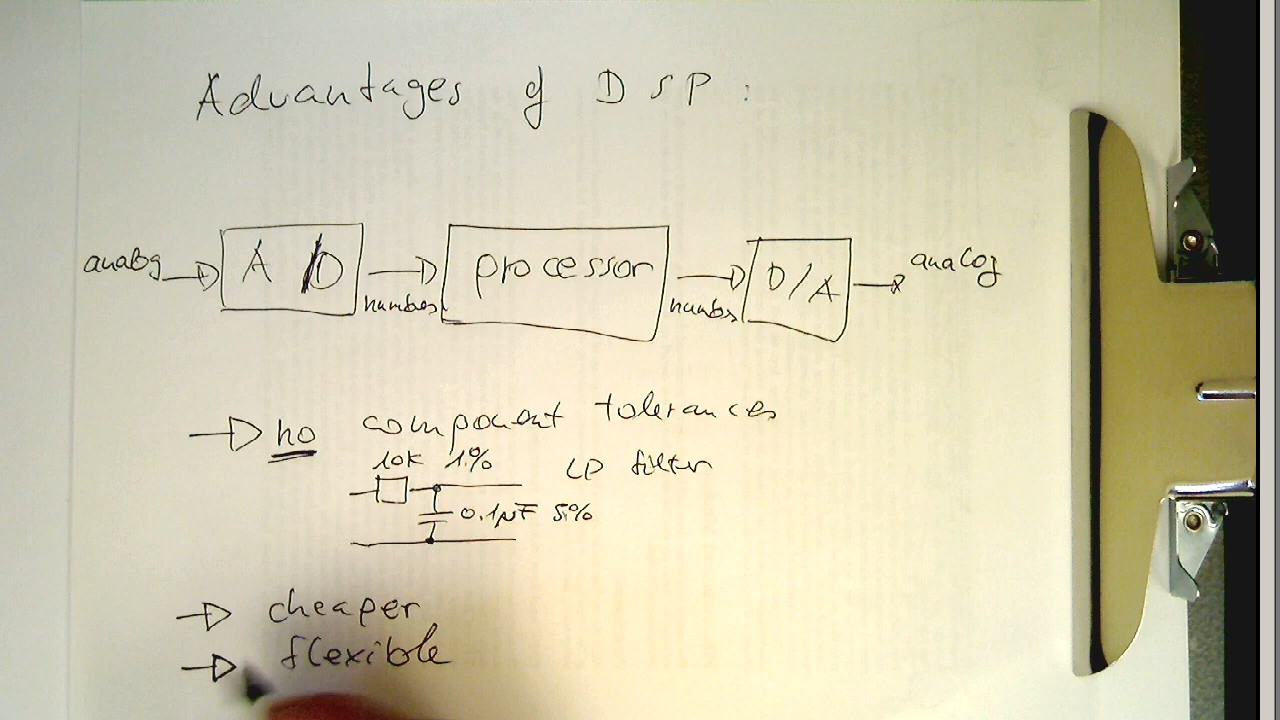 Advantages of DSP:
analog A/D numbers processor numbers D/A analog
no component tolerances
10K 1% LP filter
0.1µF 5%
cheaper
flexible